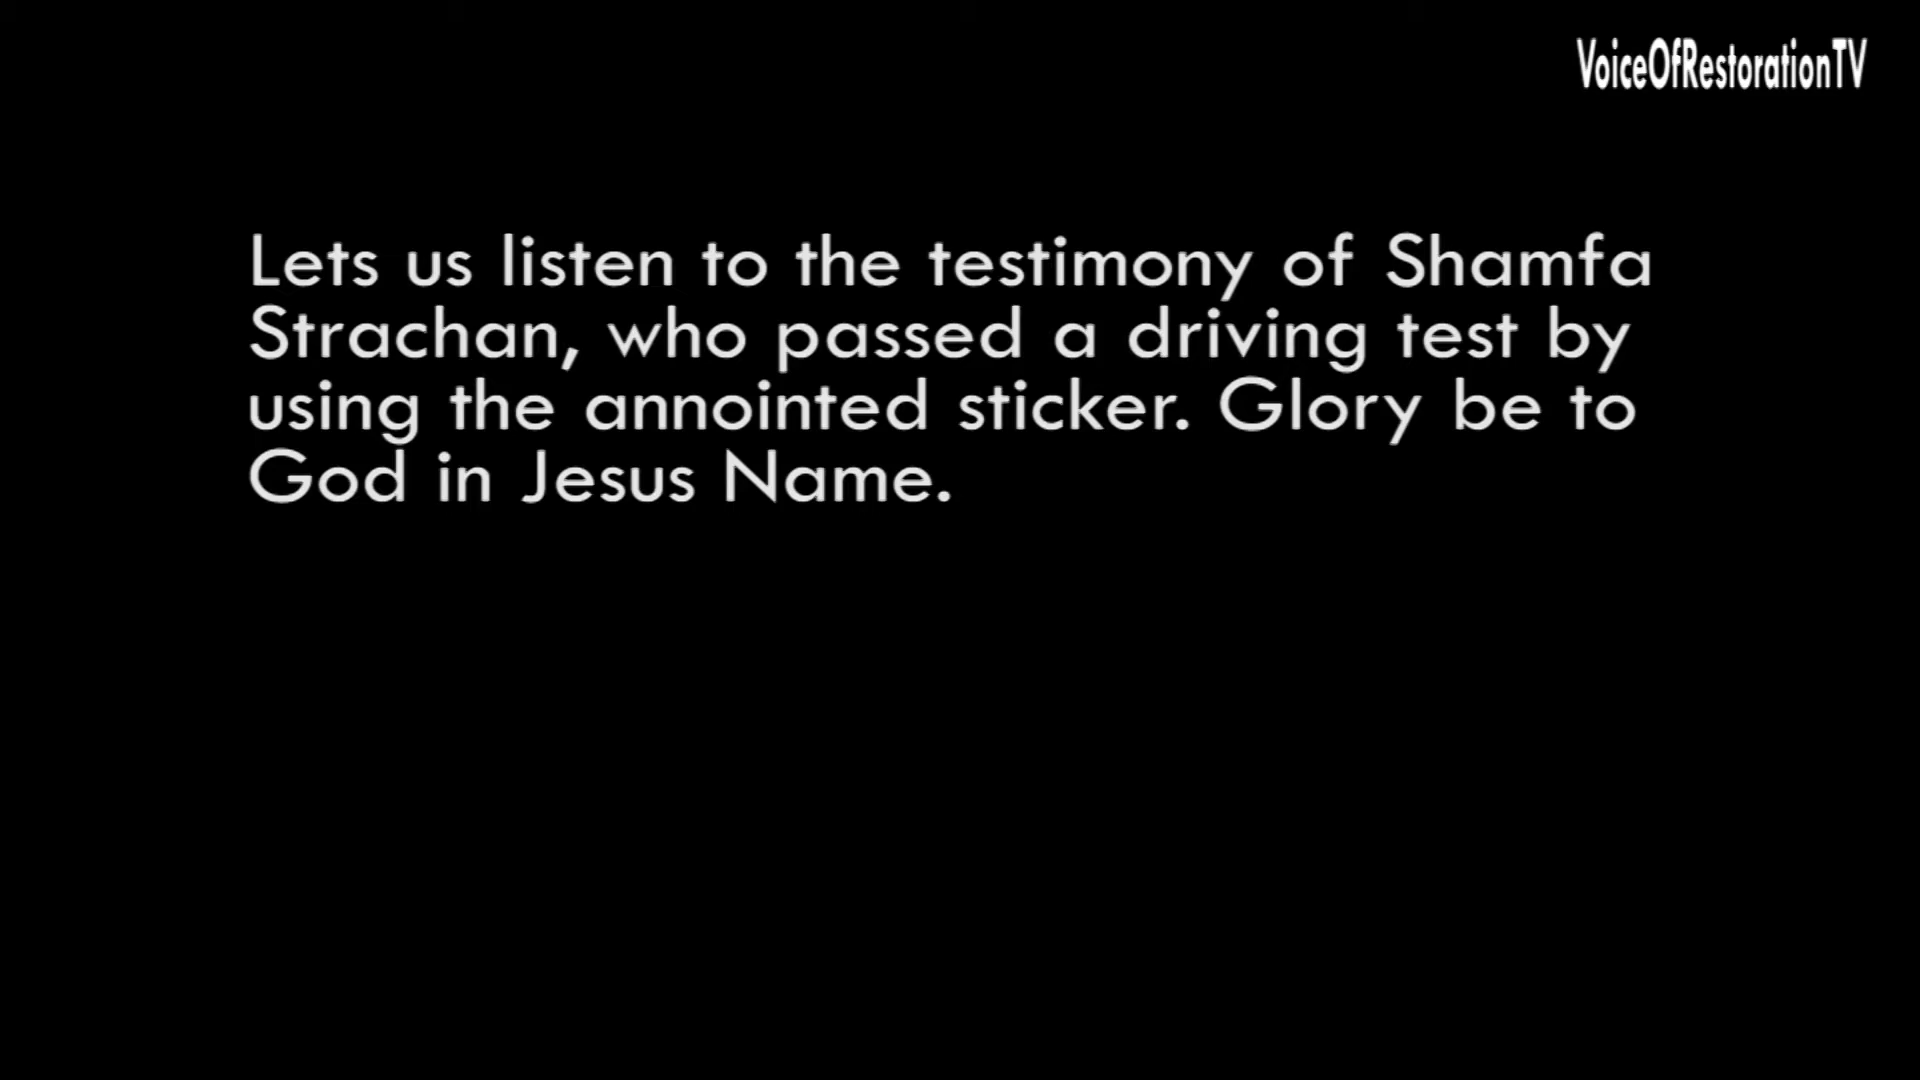 VoiceOfRestorationTV
Lets us listen to the testimony of Shamfa
Strachan, who passed a driving test by
using the annointed sticker. Glory be to
God in Jesus Name.